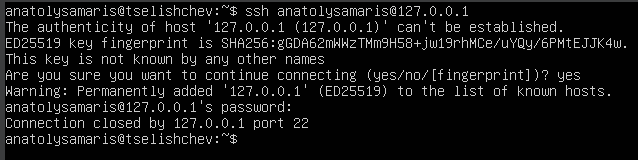 anatolysamaris@tselishchev:~$ ssh anatolysamaris@127.0.0.1
The authenticity of host '127.0.0.1 (127.0.0.1)' can't be established.
ED25519 key fingerprint is SHA256:gGDA62mWWzTMm9H58+jw19rhMCe/uYQy/6PMtEJJK4w.
This key is not known by any other names
Are you sure you want to continue connecting (yes/no/[fingerprint])? yes
Warning: Permanently added '127.0.0.1' (ED25519) to the list of known hosts.
anatolysamaris@127.0.0.1's password:
Connection closed by 127.0.0.1 port 22
anatolysamaris@tselishchev:~$